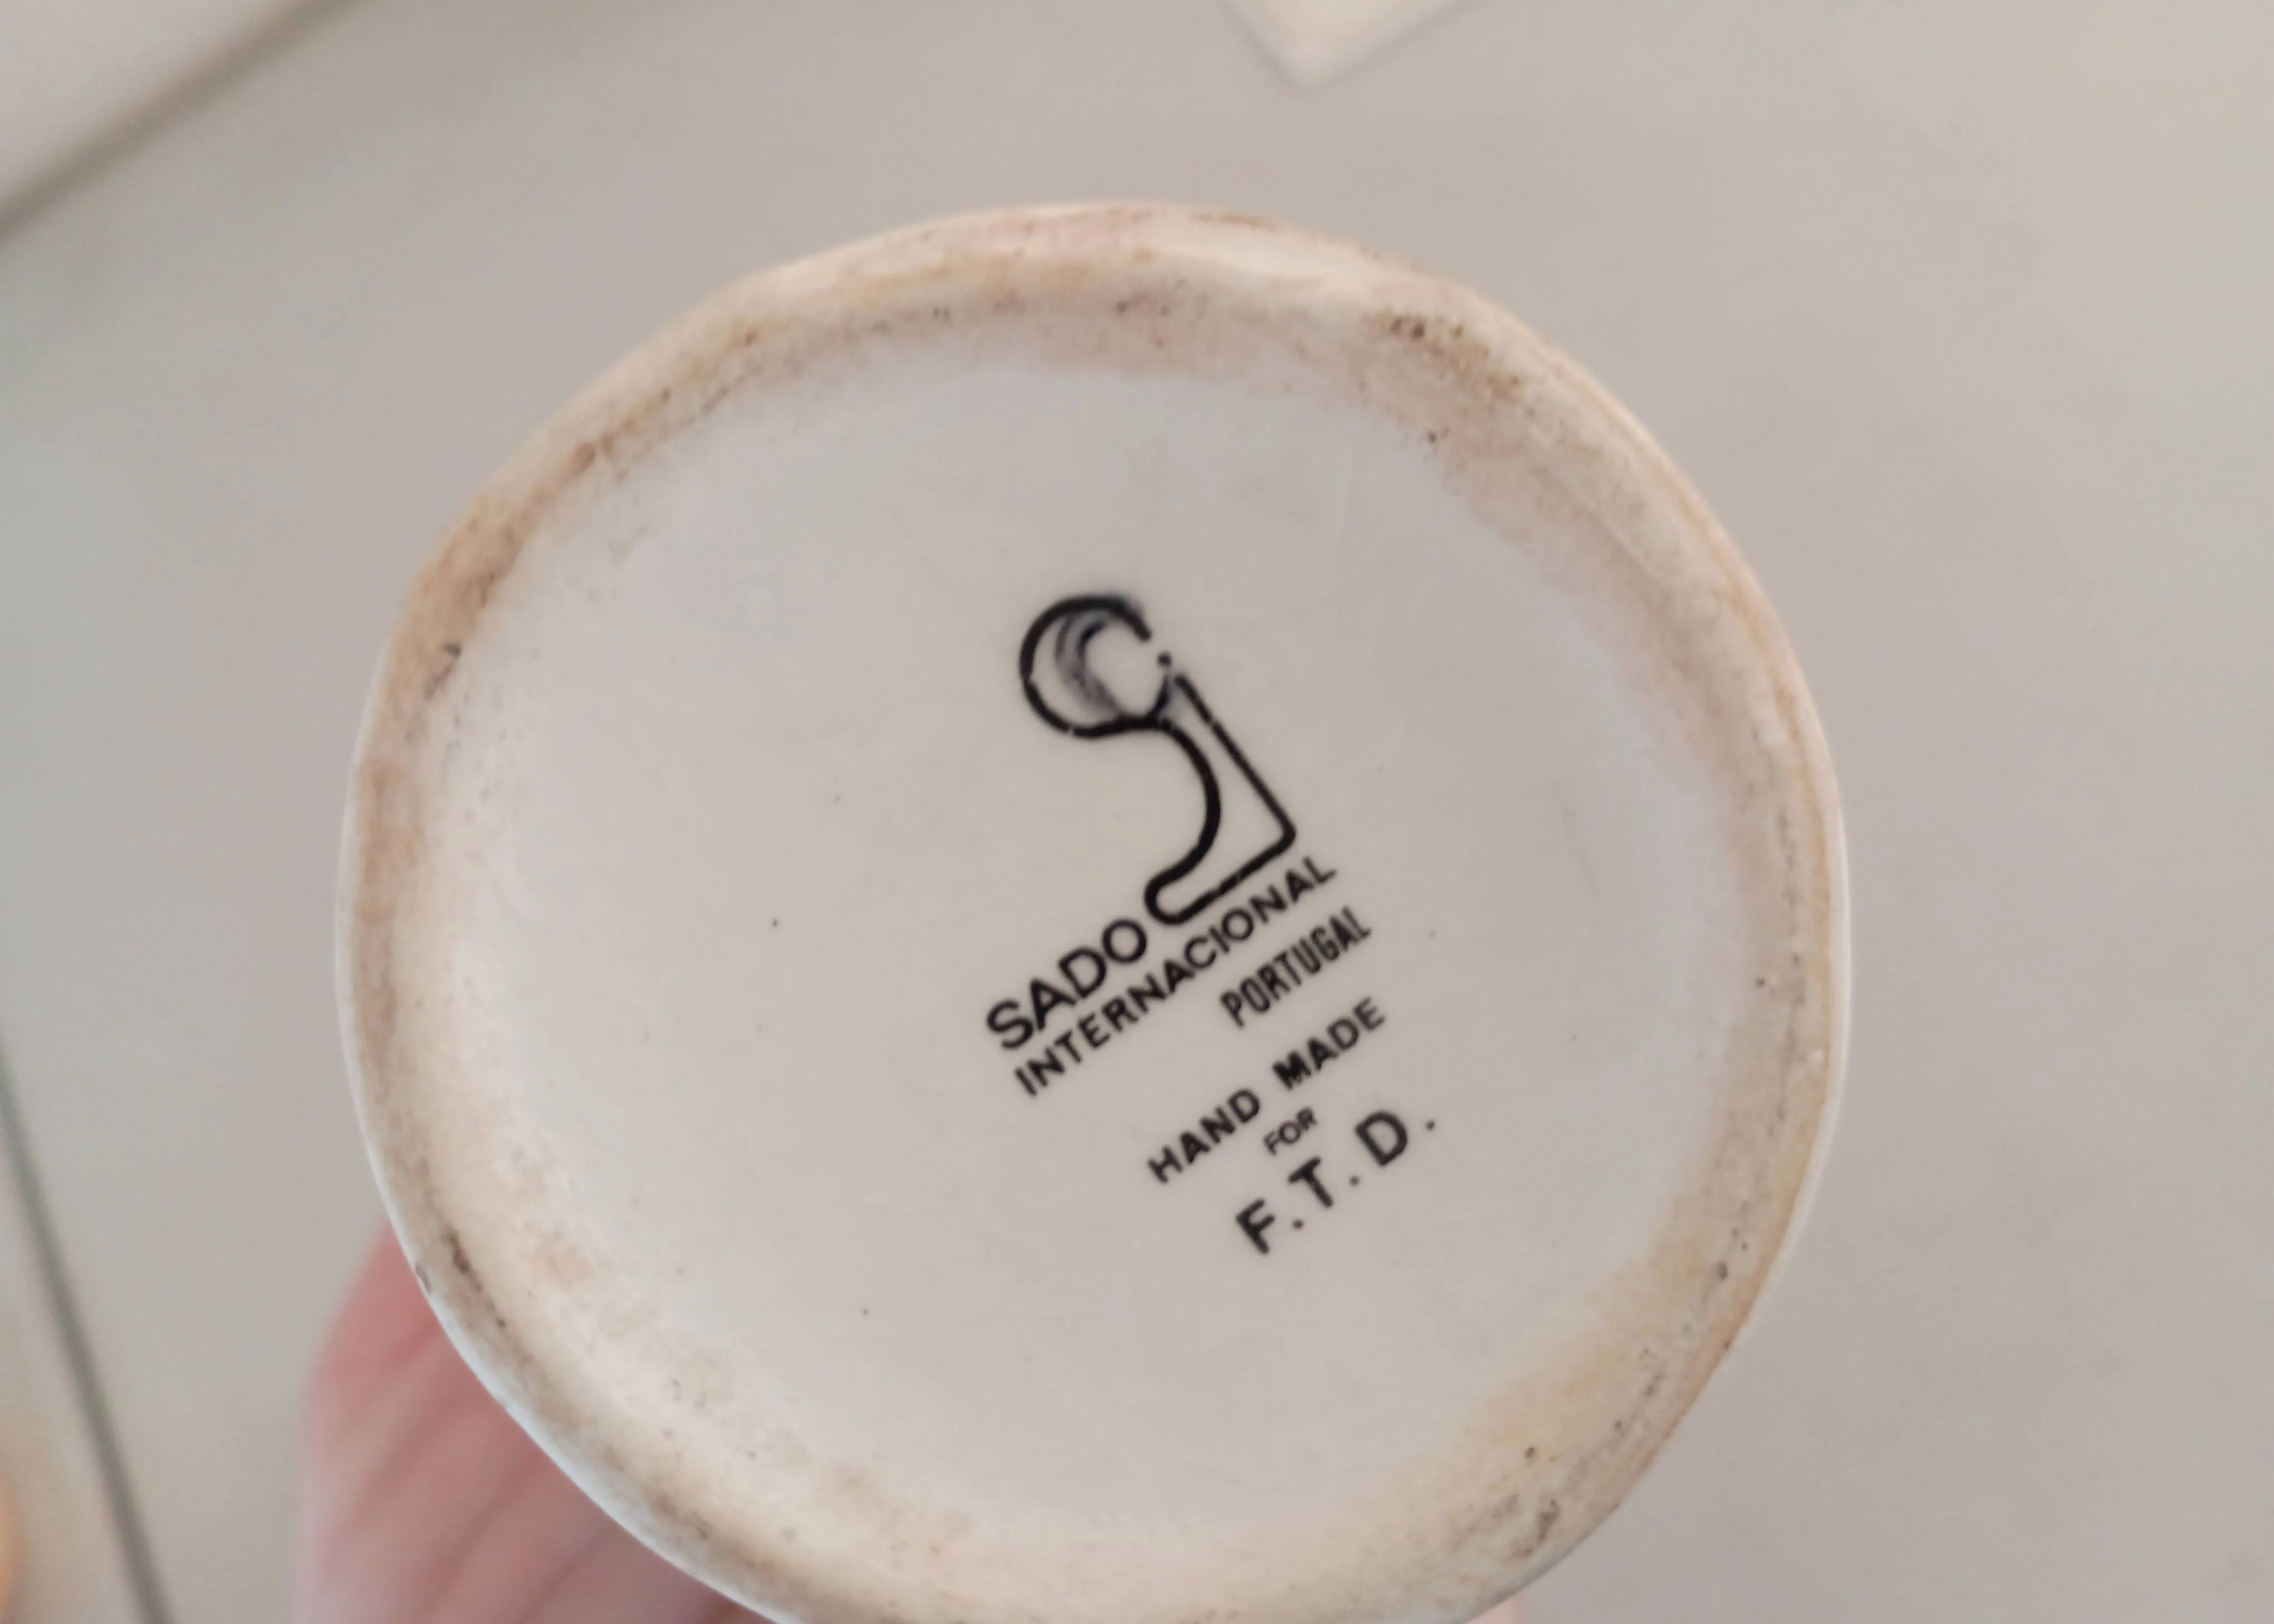 SADO
INTERNACIONAL
PORTUGAL
HAND MADE
FOR
F.T.D.